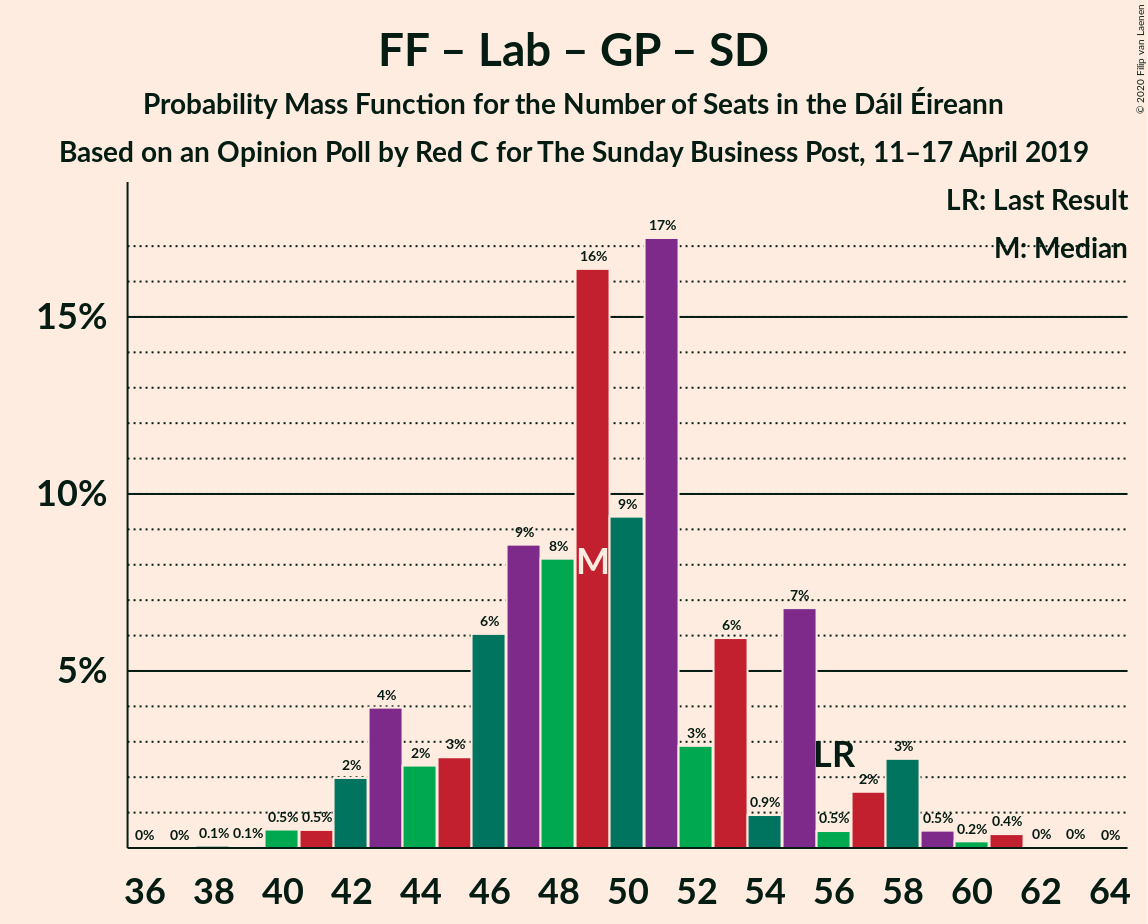 FF – Lab – GP – SD
Probability Mass Function for the Number of Seats in the Dáil Éireann
Based on an Opinion Poll by Red C for The Sunday Business Post, 11–17 April 2019
© 2020 Filip van Laenen
LR: Last Result
M: Median
15%
10%
5%
0% 0% 0.1% 0.1% 0.5% 0.5% 2% 4% 2% 3% 6% 9% 8% 16% 9% 17% 3% 6% 0.9% 7% 0.5% 2% 3% 0.5% 0.2% 0.4% 0% 0% 0%
M
LR
36 38 40 42 44 46 48 50 52 54 56 58 60 62 64